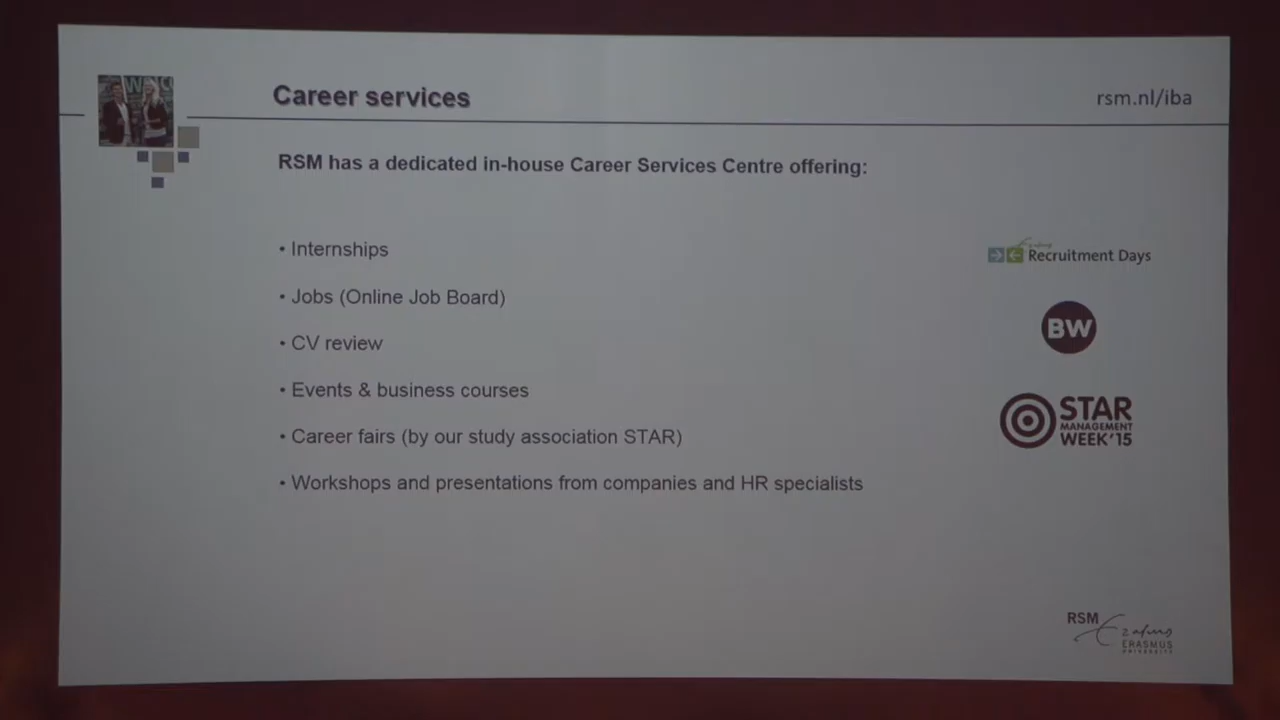 Career services
rsm.nl/iba
RSM has a dedicated in-house Career Services Centre offering:
• Internships
• Jobs (Online Job Board)
• CV review
• Events & business courses
• Career fairs (by our study association STAR)
• Workshops and presentations from companies and HR specialists
Recruitment Days
BW
STAR
MANAGEMENT
WEEK'15
RSM
Erasmus
ERASMUS
UNIVERSITY